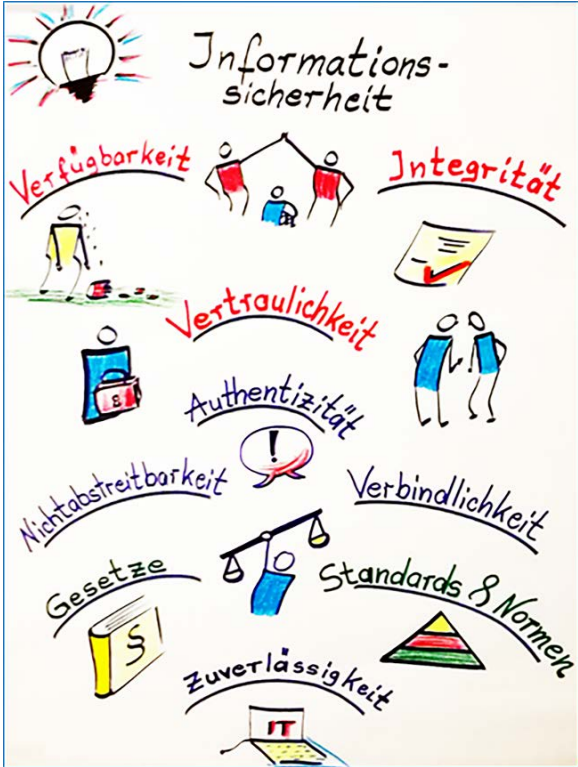 Informations-
sicherheit
Verfügbarkeit
Integrität
Vertraulichkeit
Authentizität
!
Nichtabstreitbarkeit
Verbindlichkeit
Gesetze
§
Standards & Normen
Zuverlässigkeit
IT